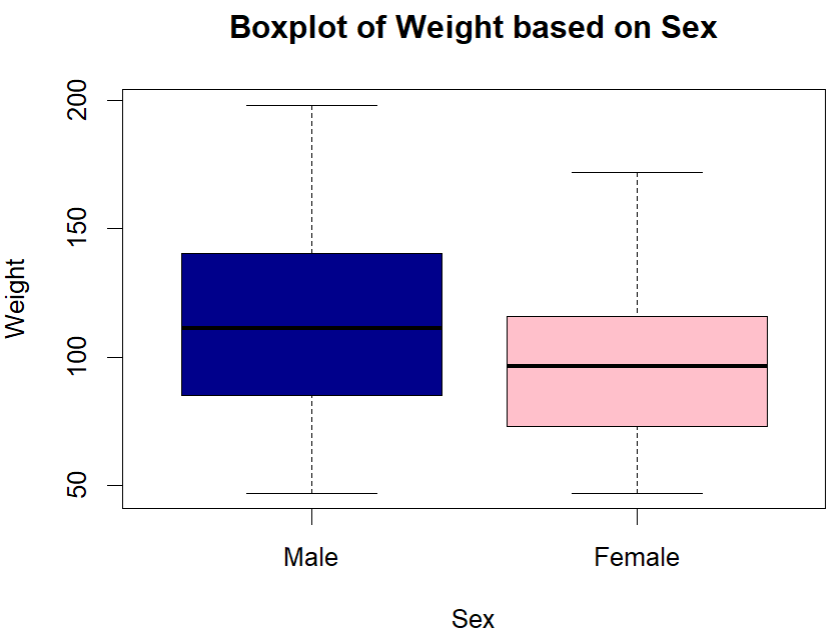 Boxplot of Weight based on Sex
Weight
200
150
100
50
Male
Female
Sex